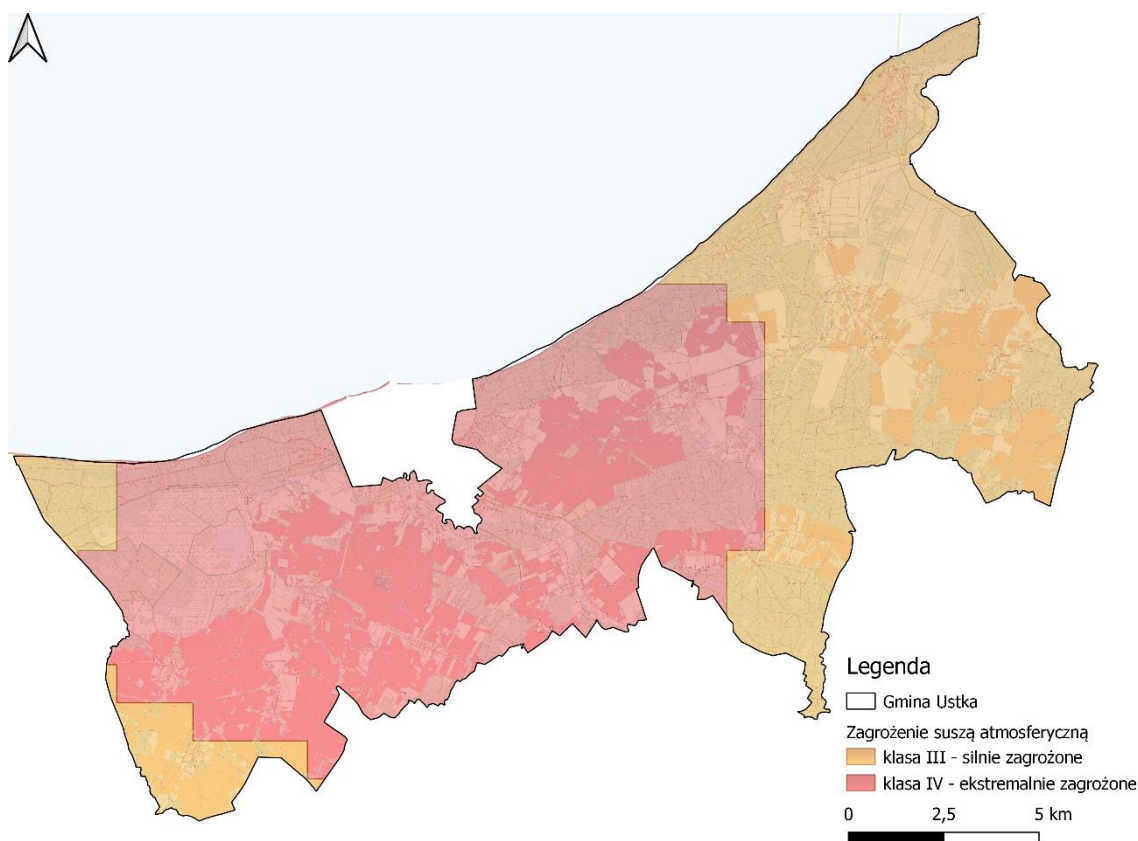 Legenda
Gmina Ustka
Zagrożenie suszą atmosferyczną
klasa III - silnie zagrożone
klasa IV - ekstremalnie zagrożone
0 2,5 5 km